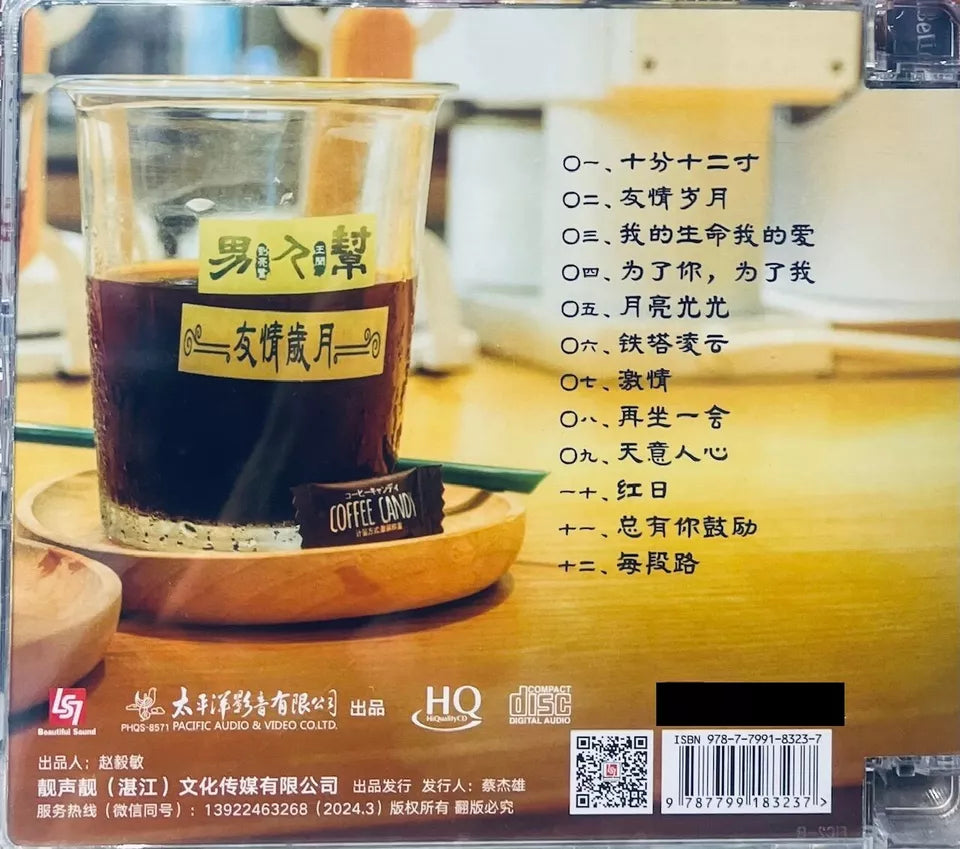 男人幫
友情歲月
コーヒーキャンディ
COFFEE CANDY
〇一、十分十二寸
〇二、友情岁月
〇三、我的生命我的爱
〇四、为了你，为了我
〇五、月亮光光
〇六、铁塔凌云
〇七、激情
〇八、再坐一会
〇九、天意人心
一十、红日
十一、总有你鼓励
十二、每段路
Beautiful Sound
太平洋影音有限公司 出品
PHQS-8571 PACIFIC AUDIO & VIDEO CO.LTD.
HQ
HiQualityCD
COMPACT
disc
DIGITAL AUDIO
ISBN 978-7-7991-8323-7
9 787799 183237 >
出品人：赵毅敏
靓声靓（湛江）文化传媒有限公司 出品发行 发行人：蔡杰雄
服务热线（微信同号）：13922463268（2024.3）版权所有 翻版必究